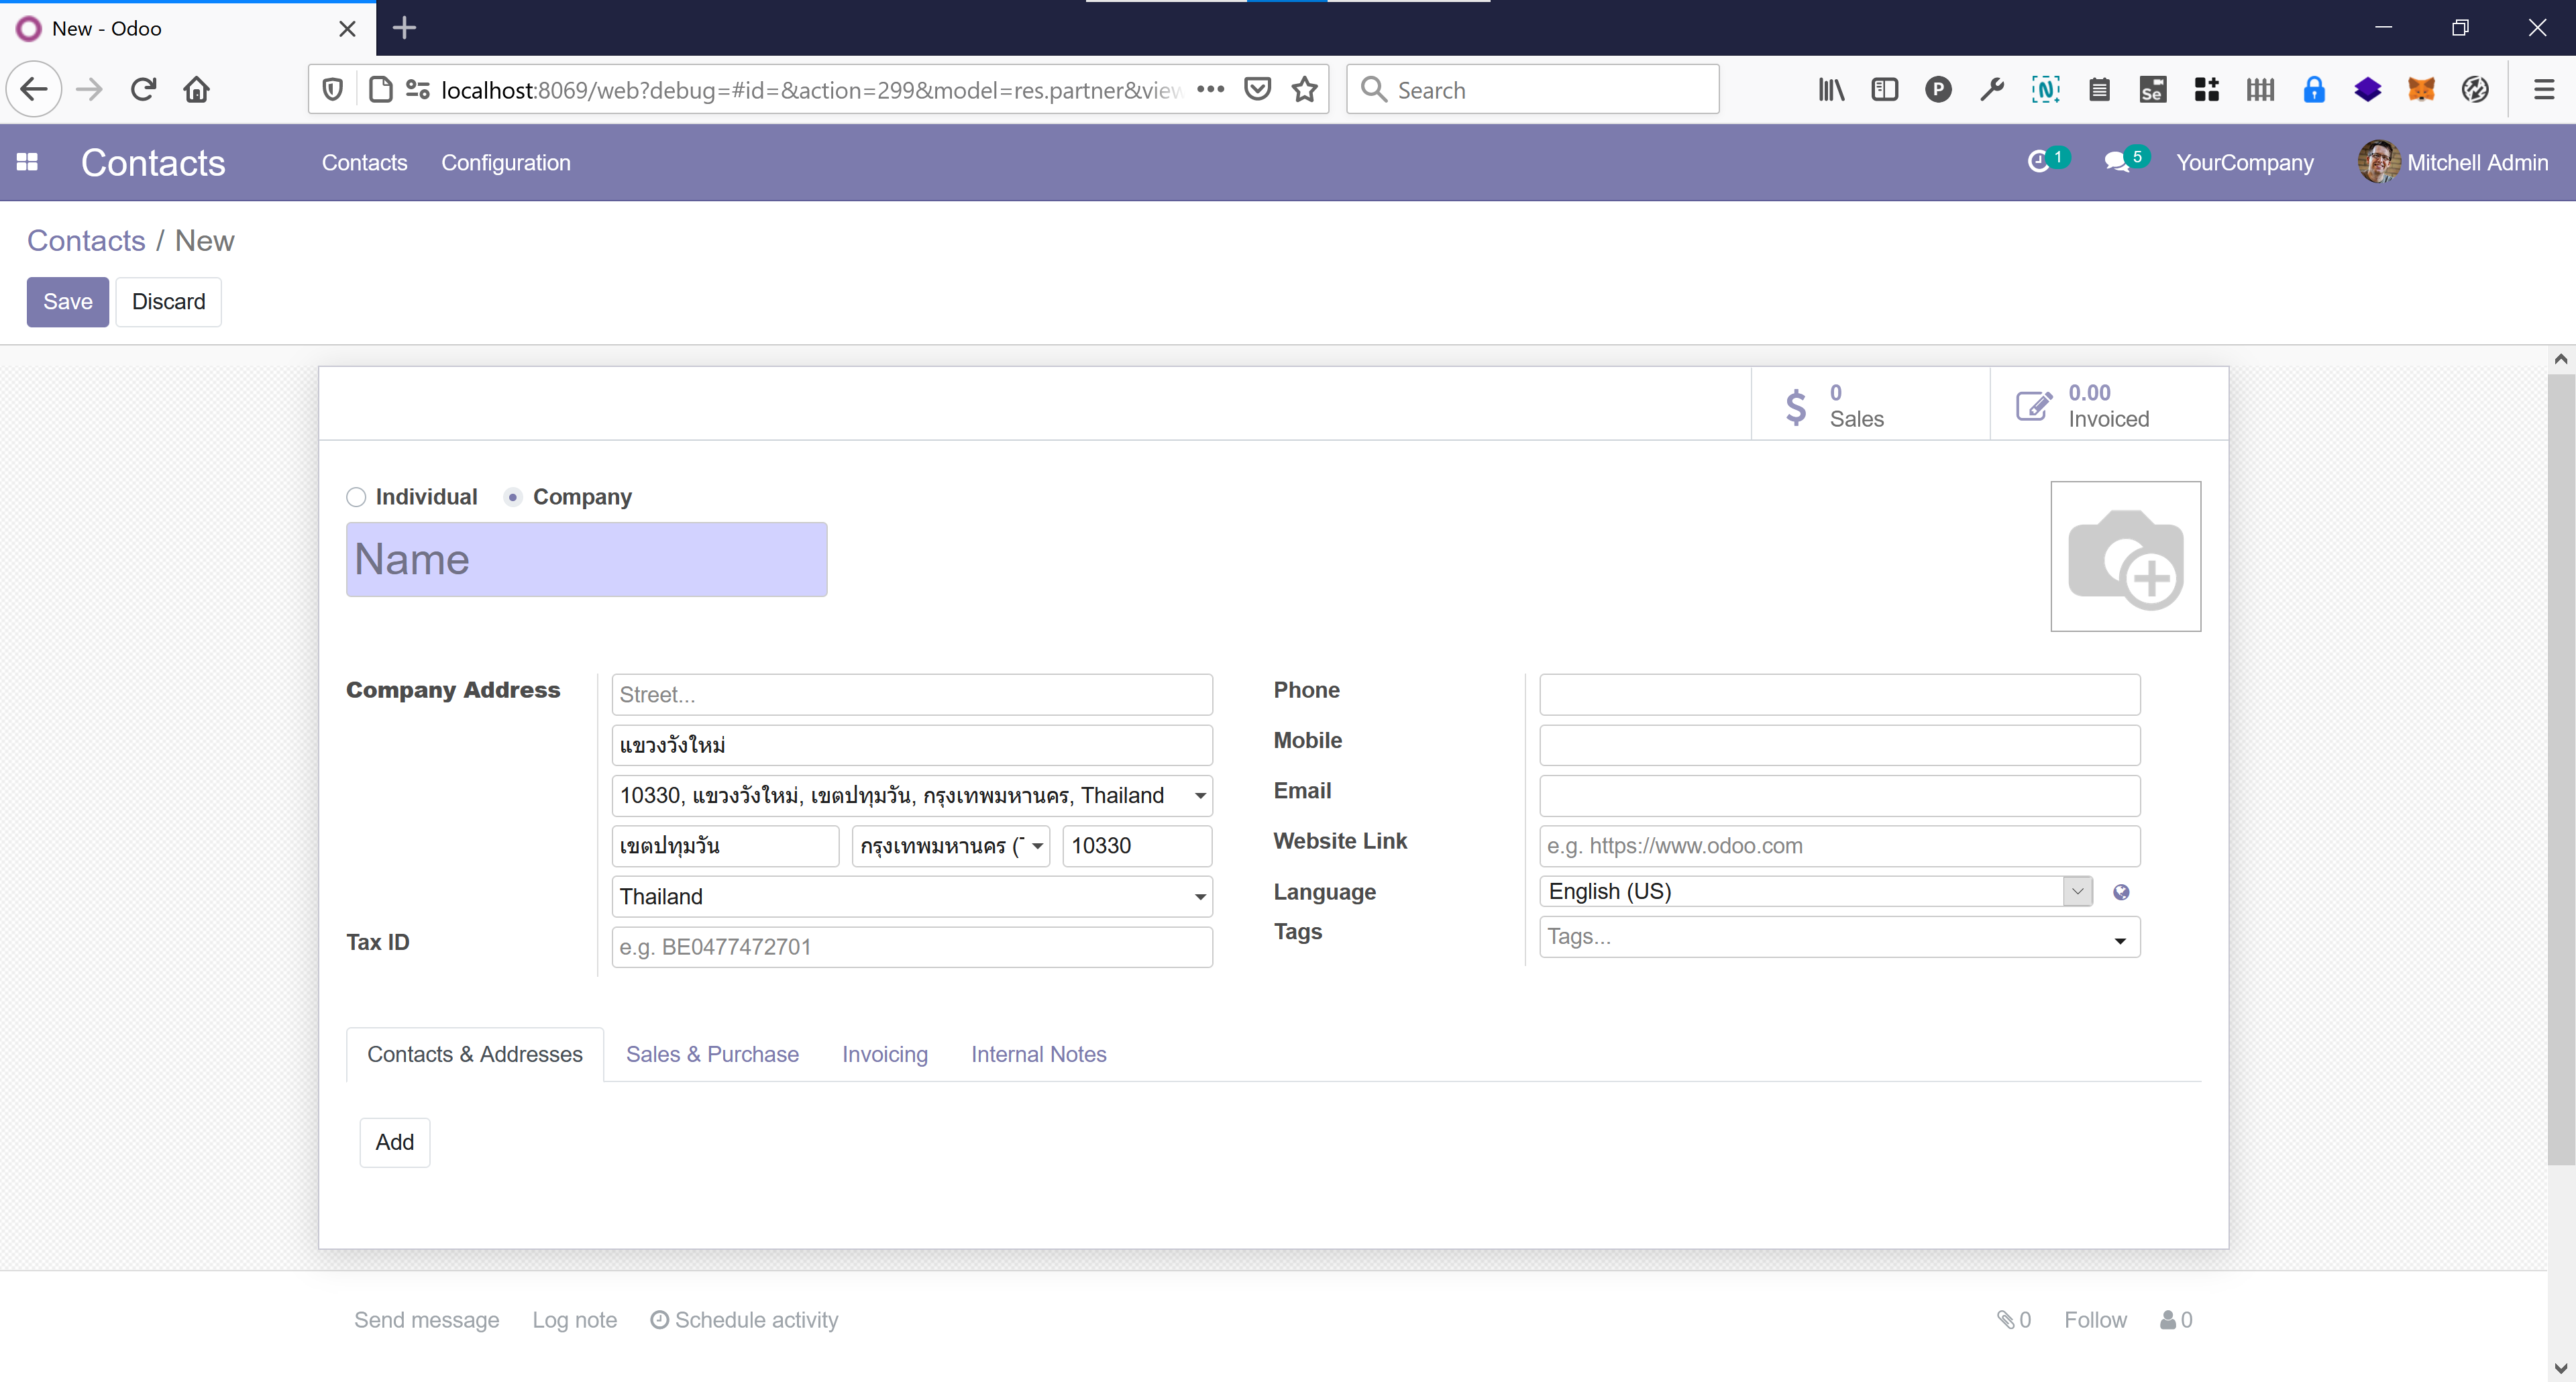 New - Odoo
localhost:8069/web?debug=#id=&action=299&model=res.partner&view
Search
Contacts Contacts Configuration 1 5 YourCompany Mitchell Admin
Contacts / New
Save Discard
0
Sales
0.00
Invoiced
Individual Company
Name
Company Address Street...
แขวงวังใหม่
10330, แขวงวังใหม่, เขตปทุมวัน, กรุงเทพมหานคร, Thailand
เขตปทุมวัน กรุงเทพมหานคร ( 10330
Thailand
Tax ID e.g. BE0477472701
Phone
Mobile
Email
Website Link e.g. https://www.odoo.com
Language English (US)
Tags Tags...
Contacts & Addresses Sales & Purchase Invoicing Internal Notes
Add
Send message Log note Schedule activity 0 Follow 0